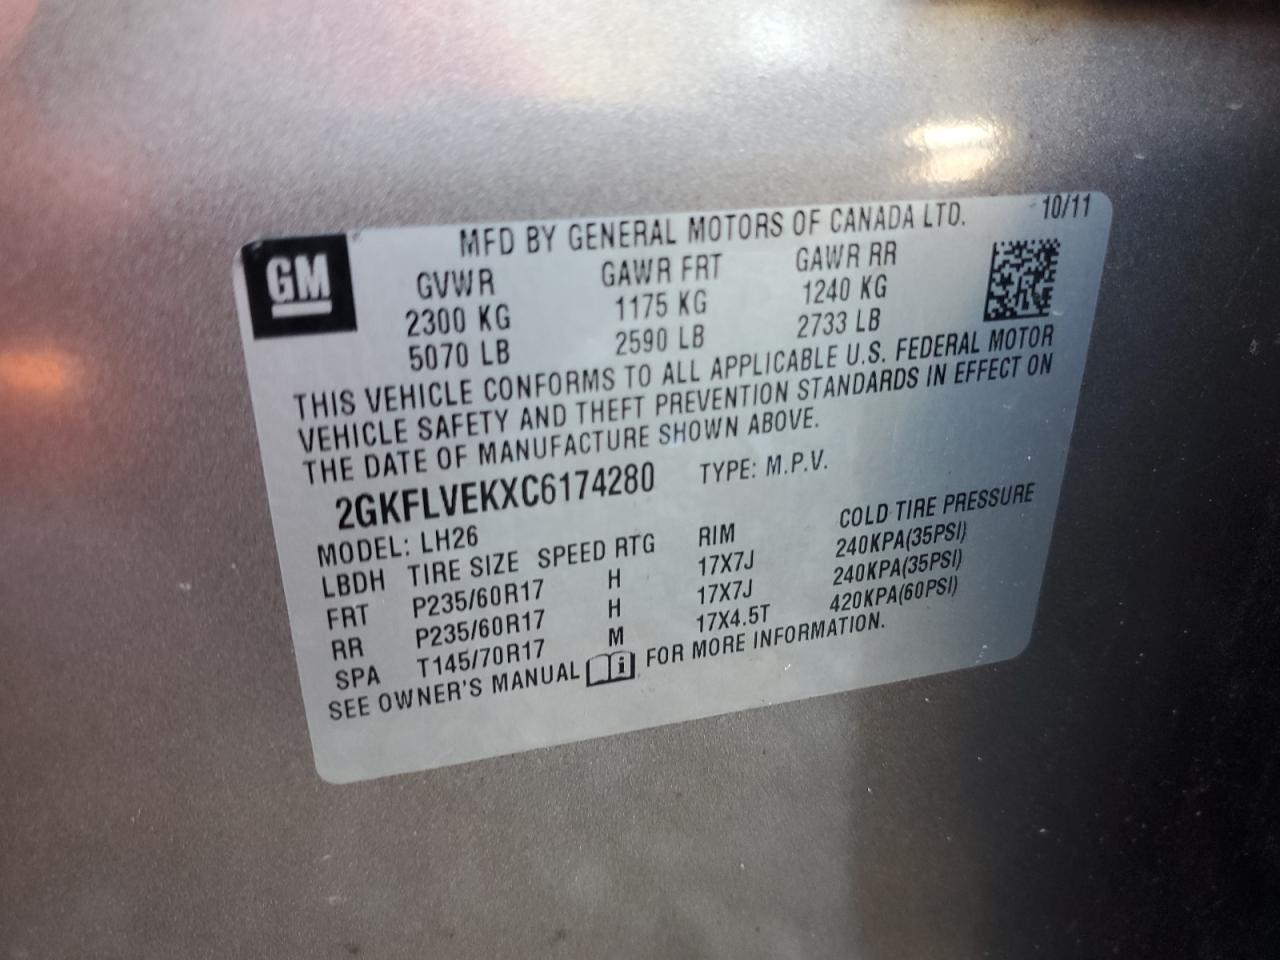 MFD BY GENERAL MOTORS OF CANADA LTD. 10/11
GM
GVWR GAWR FRT GAWR RR
2300 KG 1175 KG 1240 KG
5070 LB 2590 LB 2733 LB
THIS VEHICLE CONFORMS TO ALL APPLICABLE U.S. FEDERAL MOTOR
VEHICLE SAFETY AND THEFT PREVENTION STANDARDS IN EFFECT ON
THE DATE OF MANUFACTURE SHOWN ABOVE.
2GKFLVEKXC6174280 TYPE: M.P.V.
MODEL: LH26
LBDH TIRE SIZE SPEED RTG RIM COLD TIRE PRESSURE
FRT P235/60R17 H 17X7J 240KPA(35PSI)
RR P235/60R17 H 17X7J 240KPA(35PSI)
SPA T145/70R17 M 17X4.5T 420KPA(60PSI)
SEE OWNER'S MANUAL FOR MORE INFORMATION.